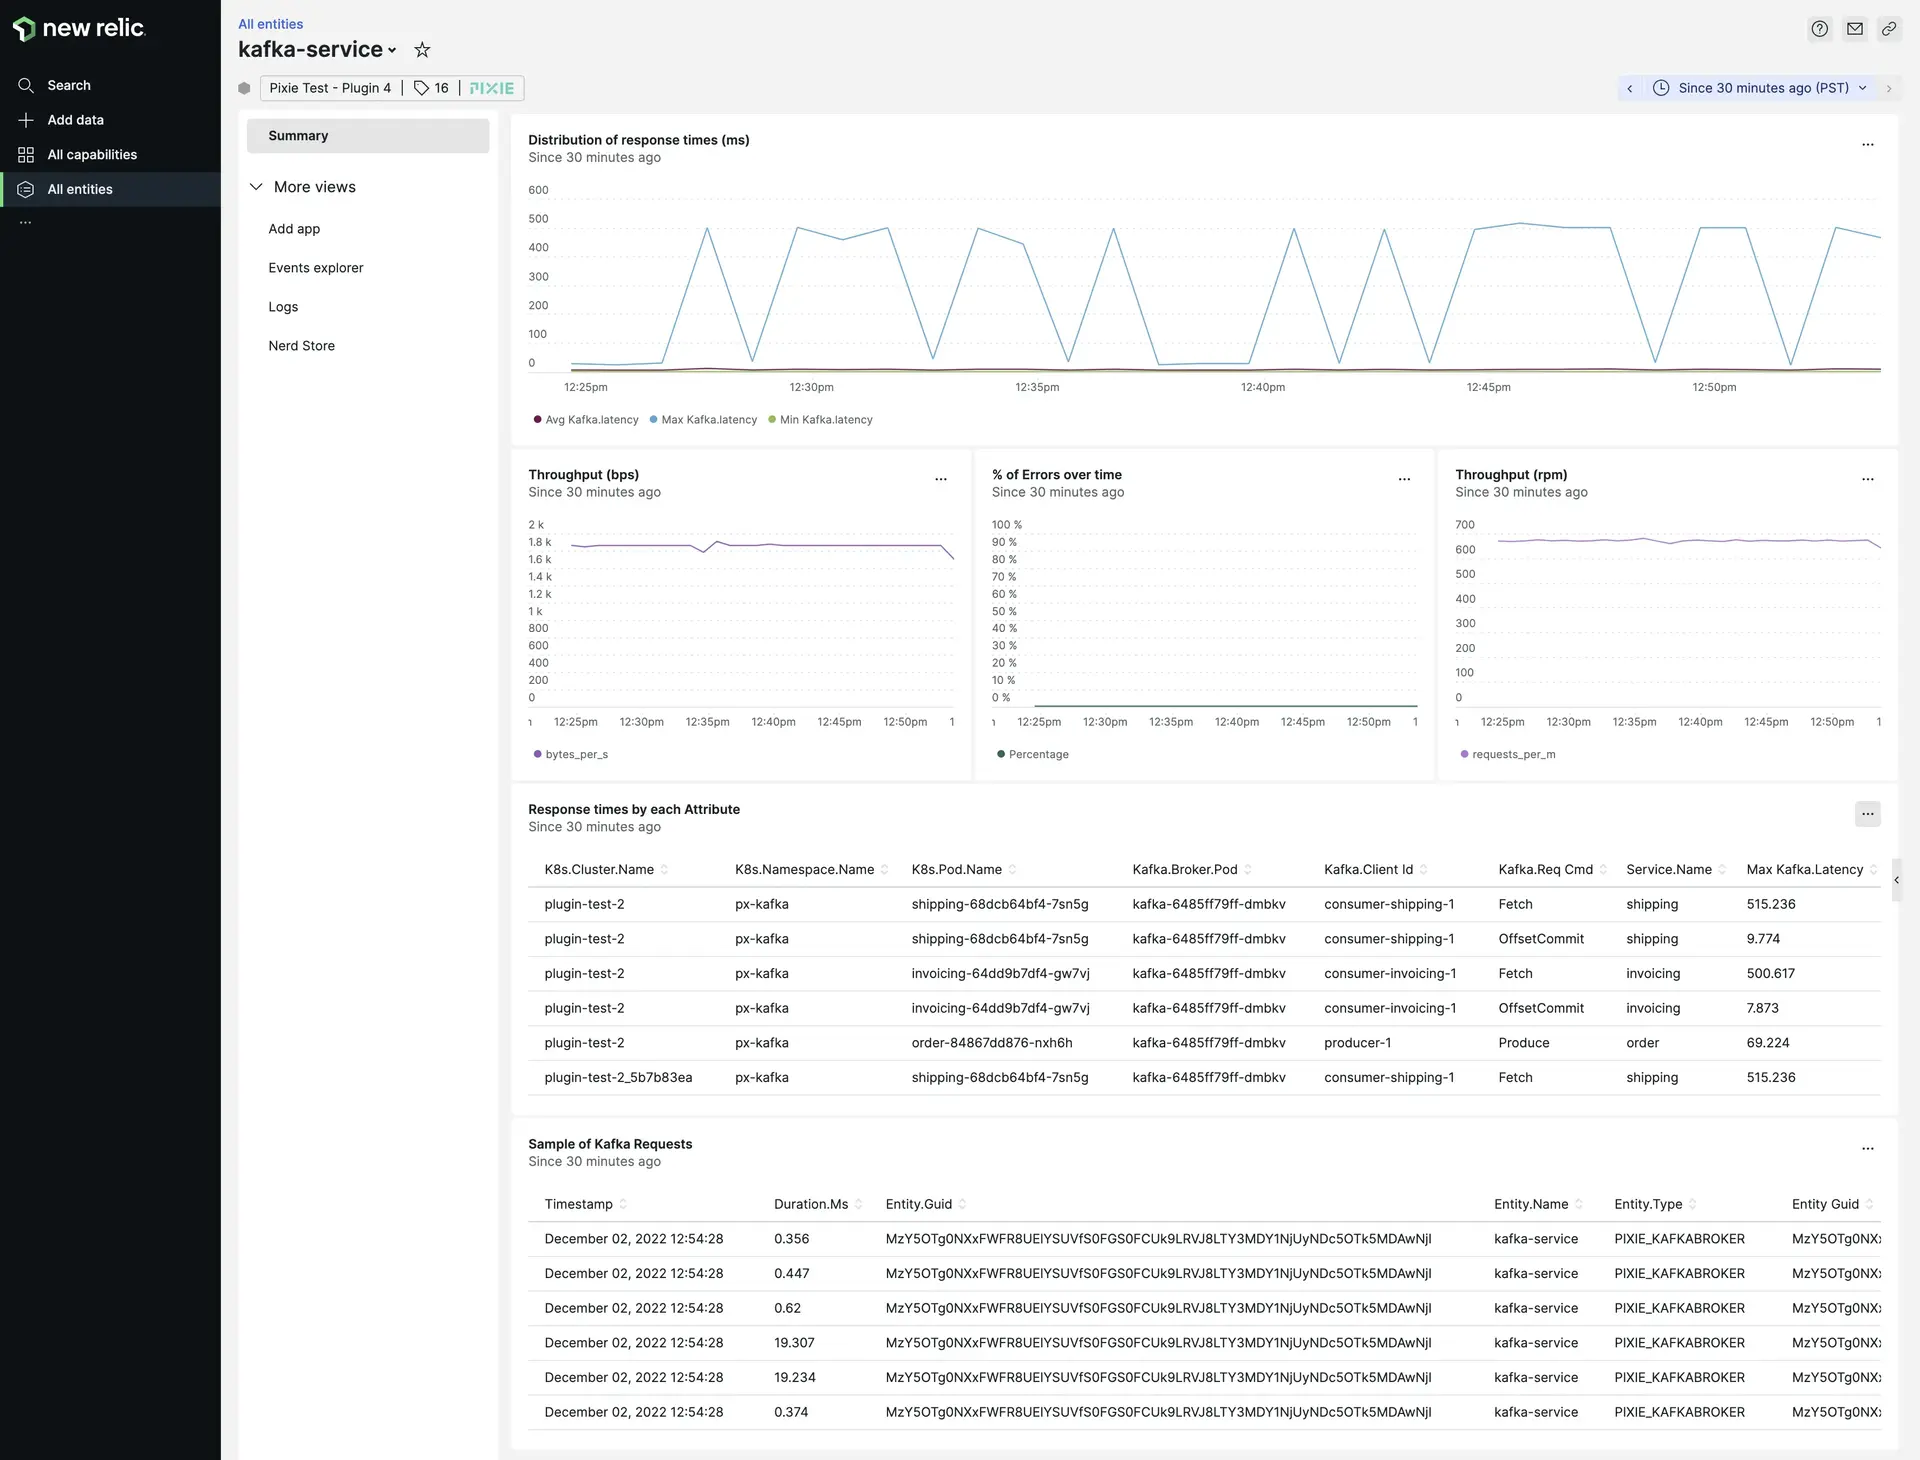 new relic
Search
Add data
All capabilities
All entities
...
All entities
kafka-service
Pixie Test - Plugin 4 | 16 | PIXIE
Since 30 minutes ago (PST)
Summary
More views
Add app
Events explorer
Logs
Nerd Store
Distribution of response times (ms)
Since 30 minutes ago
600
500
400
300
200
100
0
12:25pm 12:30pm 12:35pm 12:40pm 12:45pm 12:50pm
Avg Kafka.latency Max Kafka.latency Min Kafka.latency
Throughput (bps)
Since 30 minutes ago
2 k
1.8 k
1.6 k
1.4 k
1.2 k
1 k
800
600
400
200
0
12:25pm 12:30pm 12:35pm 12:40pm 12:45pm 12:50pm 1
bytes_per_s
% of Errors over time
Since 30 minutes ago
100 %
90 %
80 %
70 %
60 %
50 %
40 %
30 %
20 %
10 %
0 %
12:25pm 12:30pm 12:35pm 12:40pm 12:45pm 12:50pm 1
Percentage
Throughput (rpm)
Since 30 minutes ago
700
600
500
400
300
200
100
0
12:25pm 12:30pm 12:35pm 12:40pm 12:45pm 12:50pm 1
requests_per_m
Response times by each Attribute
Since 30 minutes ago
K8s.Cluster.Name K8s.Namespace.Name K8s.Pod.Name Kafka.Broker.Pod Kafka.Client Id Kafka.Req Cmd Service.Name Max Kafka.Latency
plugin-test-2 px-kafka shipping-68dcb64bf4-7sn5g kafka-6485ff79ff-dmbkv consumer-shipping-1 Fetch shipping 515.236
plugin-test-2 px-kafka shipping-68dcb64bf4-7sn5g kafka-6485ff79ff-dmbkv consumer-shipping-1 OffsetCommit shipping 9.774
plugin-test-2 px-kafka invoicing-64dd9b7df4-gw7vj kafka-6485ff79ff-dmbkv consumer-invoicing-1 Fetch invoicing 500.617
plugin-test-2 px-kafka invoicing-64dd9b7df4-gw7vj kafka-6485ff79ff-dmbkv consumer-invoicing-1 OffsetCommit invoicing 7.873
plugin-test-2 px-kafka order-84867dd876-nxh6h kafka-6485ff79ff-dmbkv producer-1 Produce order 69.224
plugin-test-2_5b7b83ea px-kafka shipping-68dcb64bf4-7sn5g kafka-6485ff79ff-dmbkv consumer-shipping-1 Fetch shipping 515.236
Sample of Kafka Requests
Since 30 minutes ago
Timestamp Duration.Ms Entity.Guid Entity.Name Entity.Type Entity Guid
December 02, 2022 12:54:28 0.356 MzY5OTg0NXxFWFR8UElYSUVfS0FGS0FCUk9LRVJ8LTY3MDY1NjUyNDc5OTk5MDAwNjI kafka-service PIXIE_KAFKABROKER MzY5OTg0NX
December 02, 2022 12:54:28 0.447 MzY5OTg0NXxFWFR8UElYSUVfS0FGS0FCUk9LRVJ8LTY3MDY1NjUyNDc5OTk5MDAwNjI kafka-service PIXIE_KAFKABROKER MzY5OTg0NX
December 02, 2022 12:54:28 0.62 MzY5OTg0NXxFWFR8UElYSUVfS0FGS0FCUk9LRVJ8LTY3MDY1NjUyNDc5OTk5MDAwNjI kafka-service PIXIE_KAFKABROKER MzY5OTg0NX
December 02, 2022 12:54:28 19.307 MzY5OTg0NXxFWFR8UElYSUVfS0FGS0FCUk9LRVJ8LTY3MDY1NjUyNDc5OTk5MDAwNjI kafka-service PIXIE_KAFKABROKER MzY5OTg0NX
December 02, 2022 12:54:28 19.234 MzY5OTg0NXxFWFR8UElYSUVfS0FGS0FCUk9LRVJ8LTY3MDY1NjUyNDc5OTk5MDAwNjI kafka-service PIXIE_KAFKABROKER MzY5OTg0NX
December 02, 2022 12:54:28 0.374 MzY5OTg0NXxFWFR8UElYSUVfS0FGS0FCUk9LRVJ8LTY3MDY1NjUyNDc5OTk5MDAwNjI kafka-service PIXIE_KAFKABROKER MzY5OTg0NX